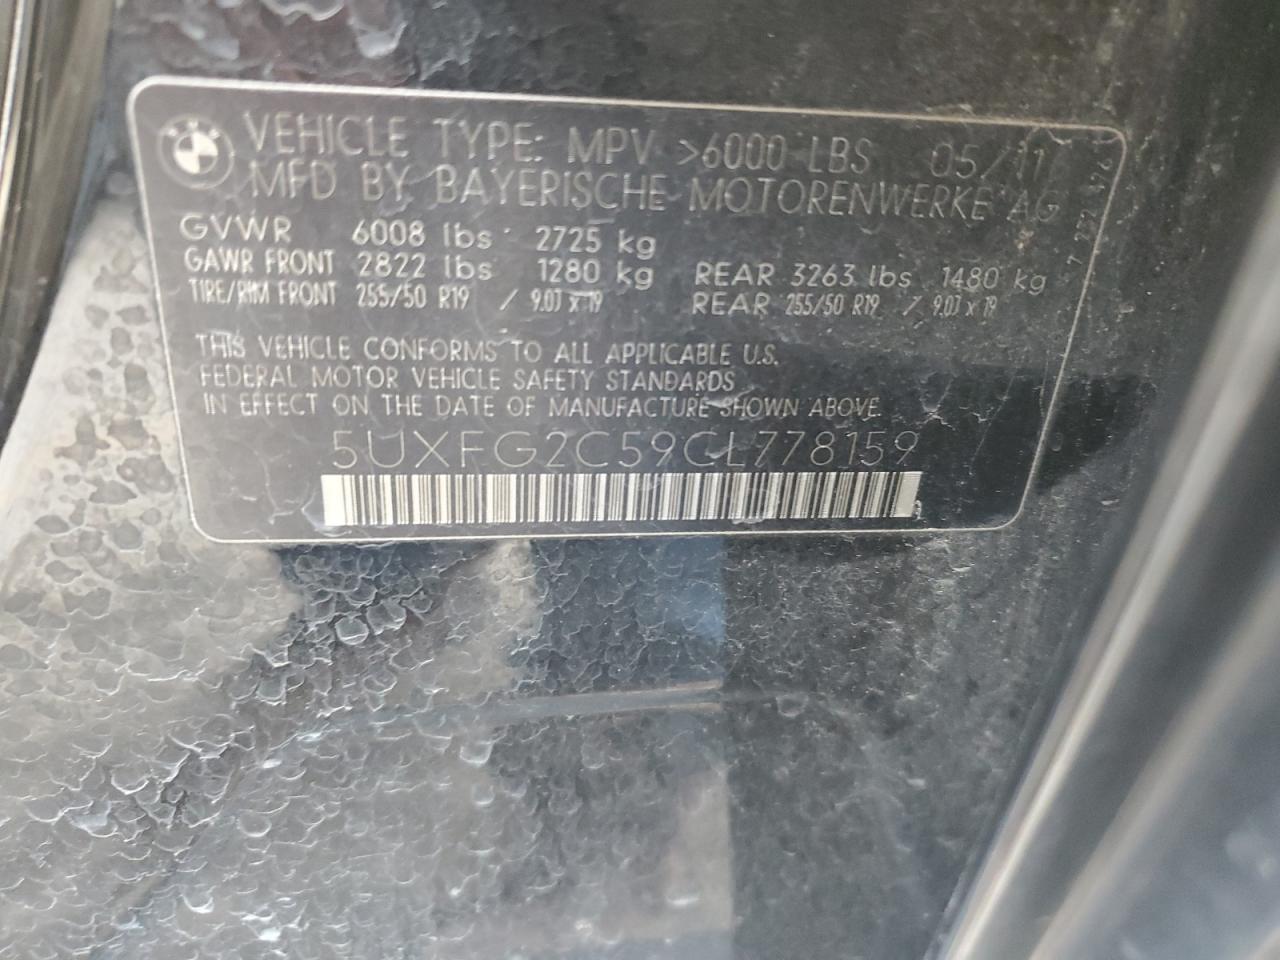 VEHICLE TYPE: MPV >6000 LBS 05/11
MFD BY BAYERISCHE MOTORENWERKE AG
GVWR 6008 lbs 2725 kg
GAWR FRONT 2822 lbs 1280 kg REAR 3263 lbs 1480 kg
TIRE/RIM FRONT 255/50 R19 / 9.0J x 19 REAR 255/50 R19 / 9.0J x 19
THIS VEHICLE CONFORMS TO ALL APPLICABLE U.S.
FEDERAL MOTOR VEHICLE SAFETY STANDARDS
IN EFFECT ON THE DATE OF MANUFACTURE SHOWN ABOVE.
5UXFG2C59CL778159